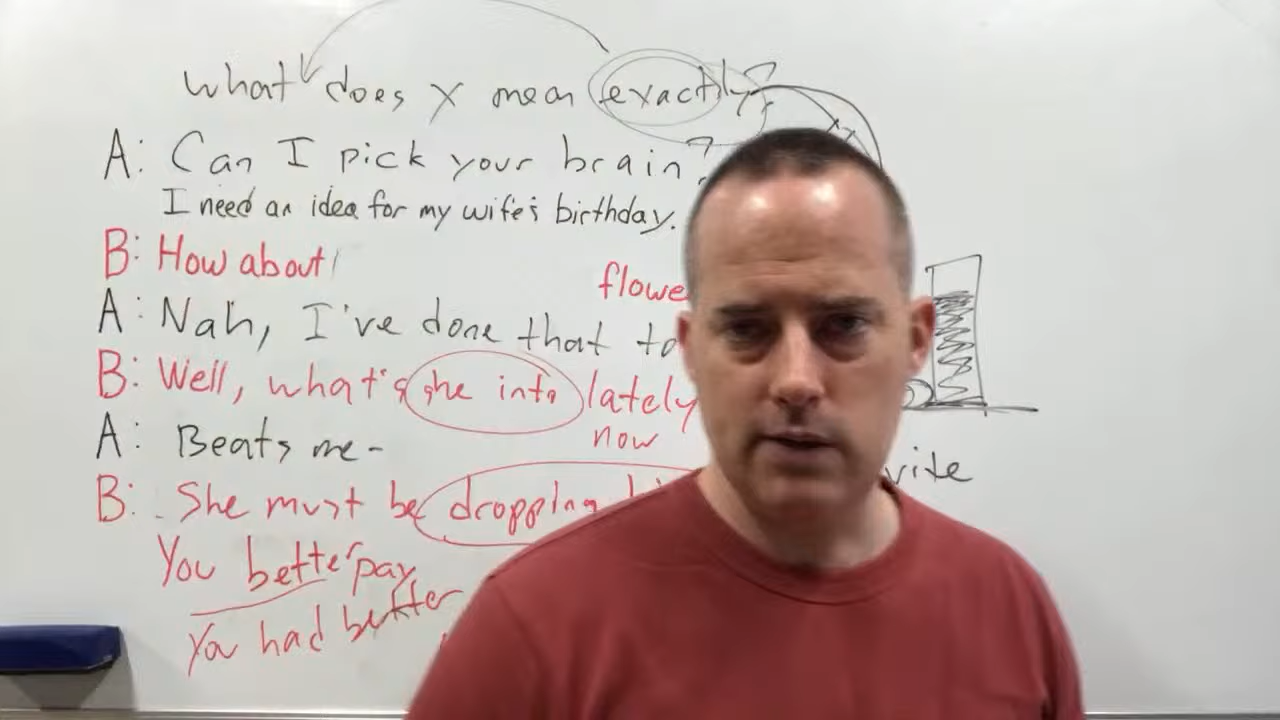 what does x mean exactly?
A: Can I pick your brain?
I need an idea for my wife's birthday.
B: How about
flowe
A: Nah, I've done that to
B: Well, what's she into lately
now
A: Beats me-
vite
B: She must be dropping hi
You better pay
You had better